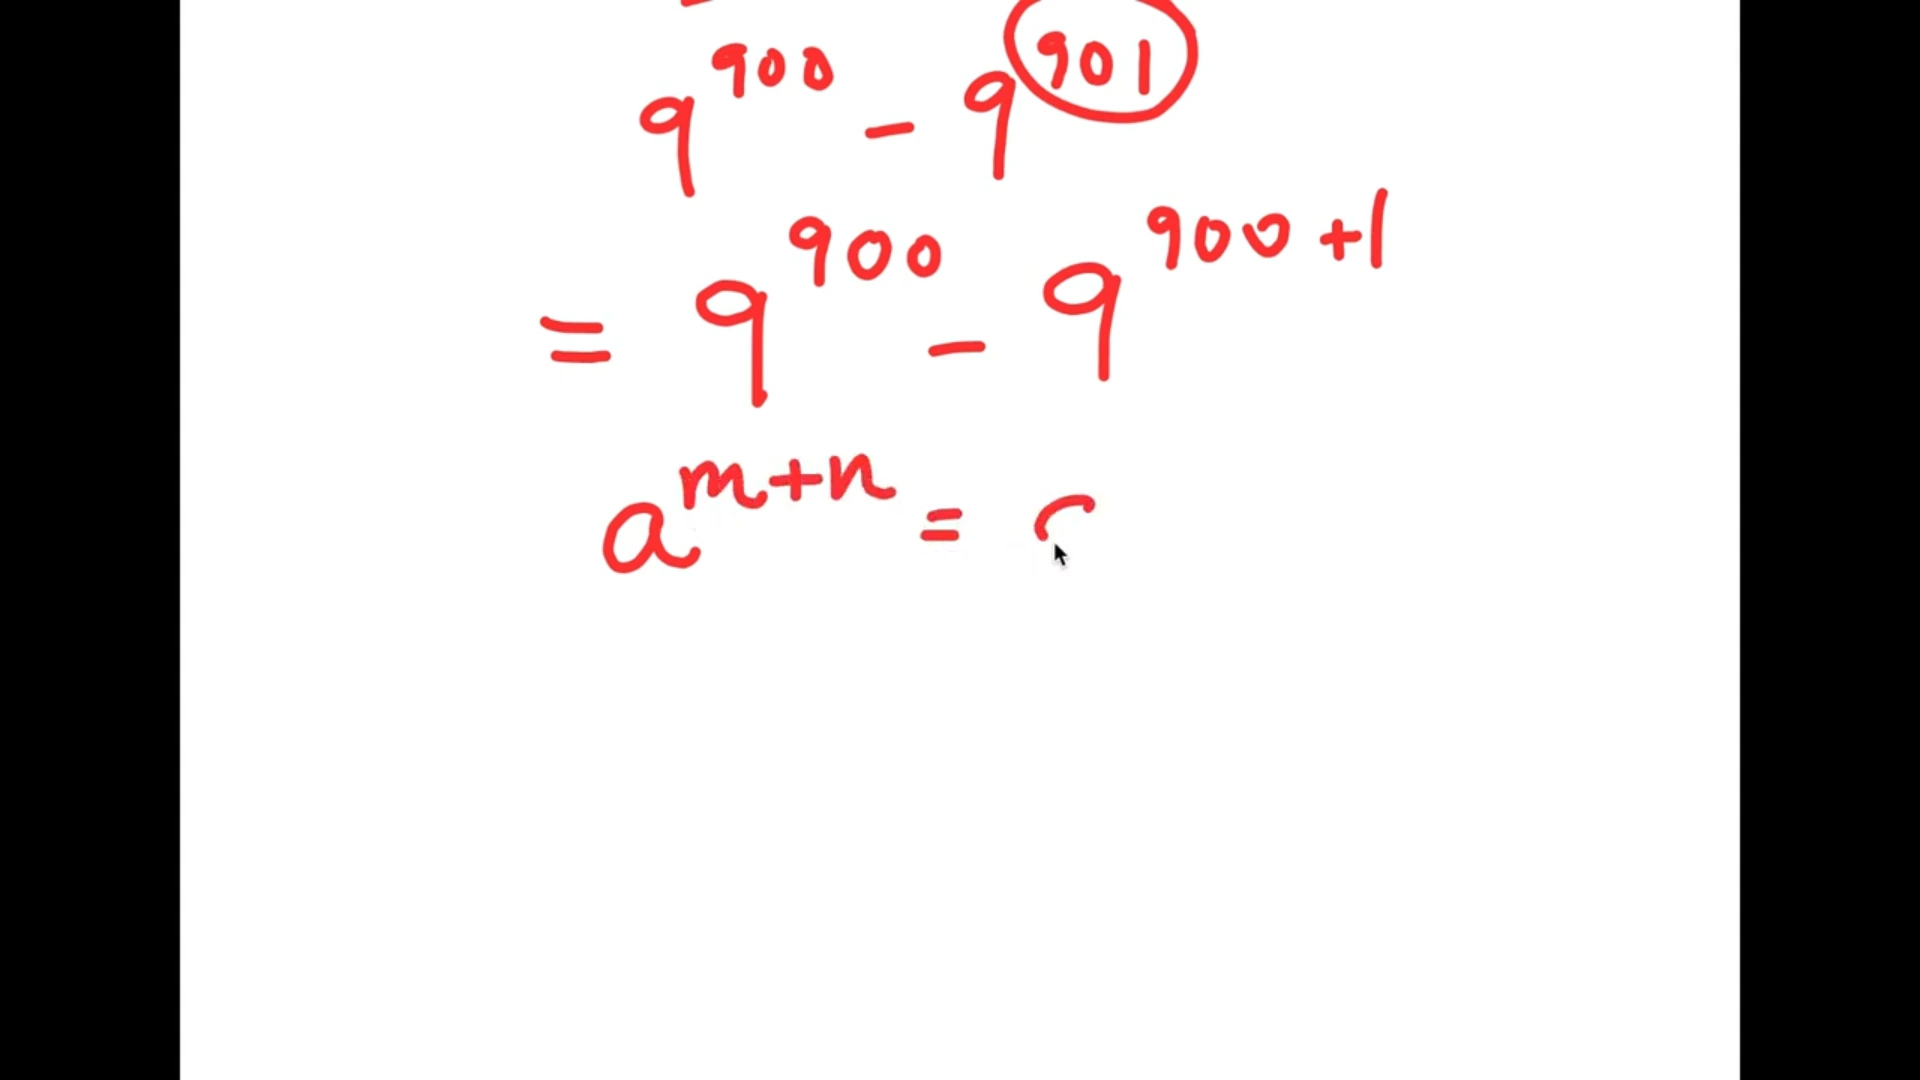 9^900 - 9^901
= 9^900 - 9^900+1
a^m+n =